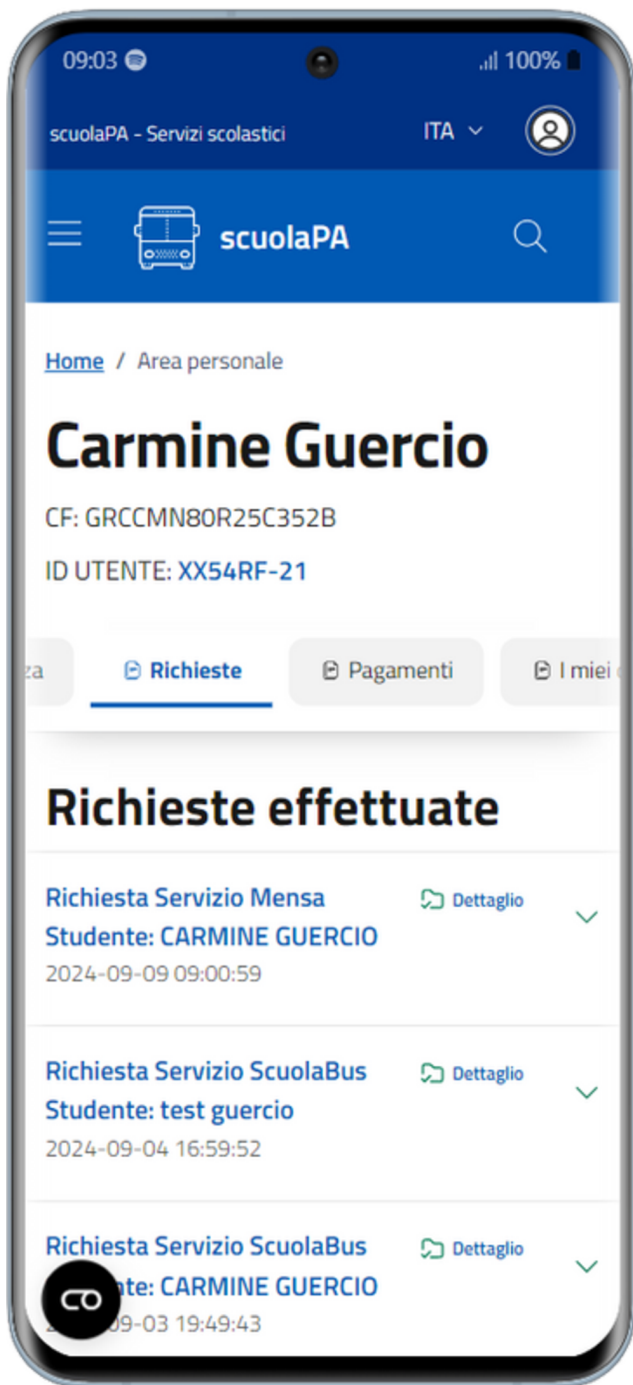 09:03 100%
scuolaPA - Servizi scolastici ITA
scuolaPA
Home / Area personale
Carmine Guercio
CF: GRCCMN80R25C352B
ID UTENTE: XX54RF-21
za Richieste Pagamenti I miei
Richieste effettuate
Richiesta Servizio Mensa Dettaglio
Studente: CARMINE GUERCIO
2024-09-09 09:00:59
Richiesta Servizio ScuolaBus Dettaglio
Studente: test guercio
2024-09-04 16:59:52
Richiesta Servizio ScuolaBus Dettaglio
nte: CARMINE GUERCIO
09-03 19:49:43